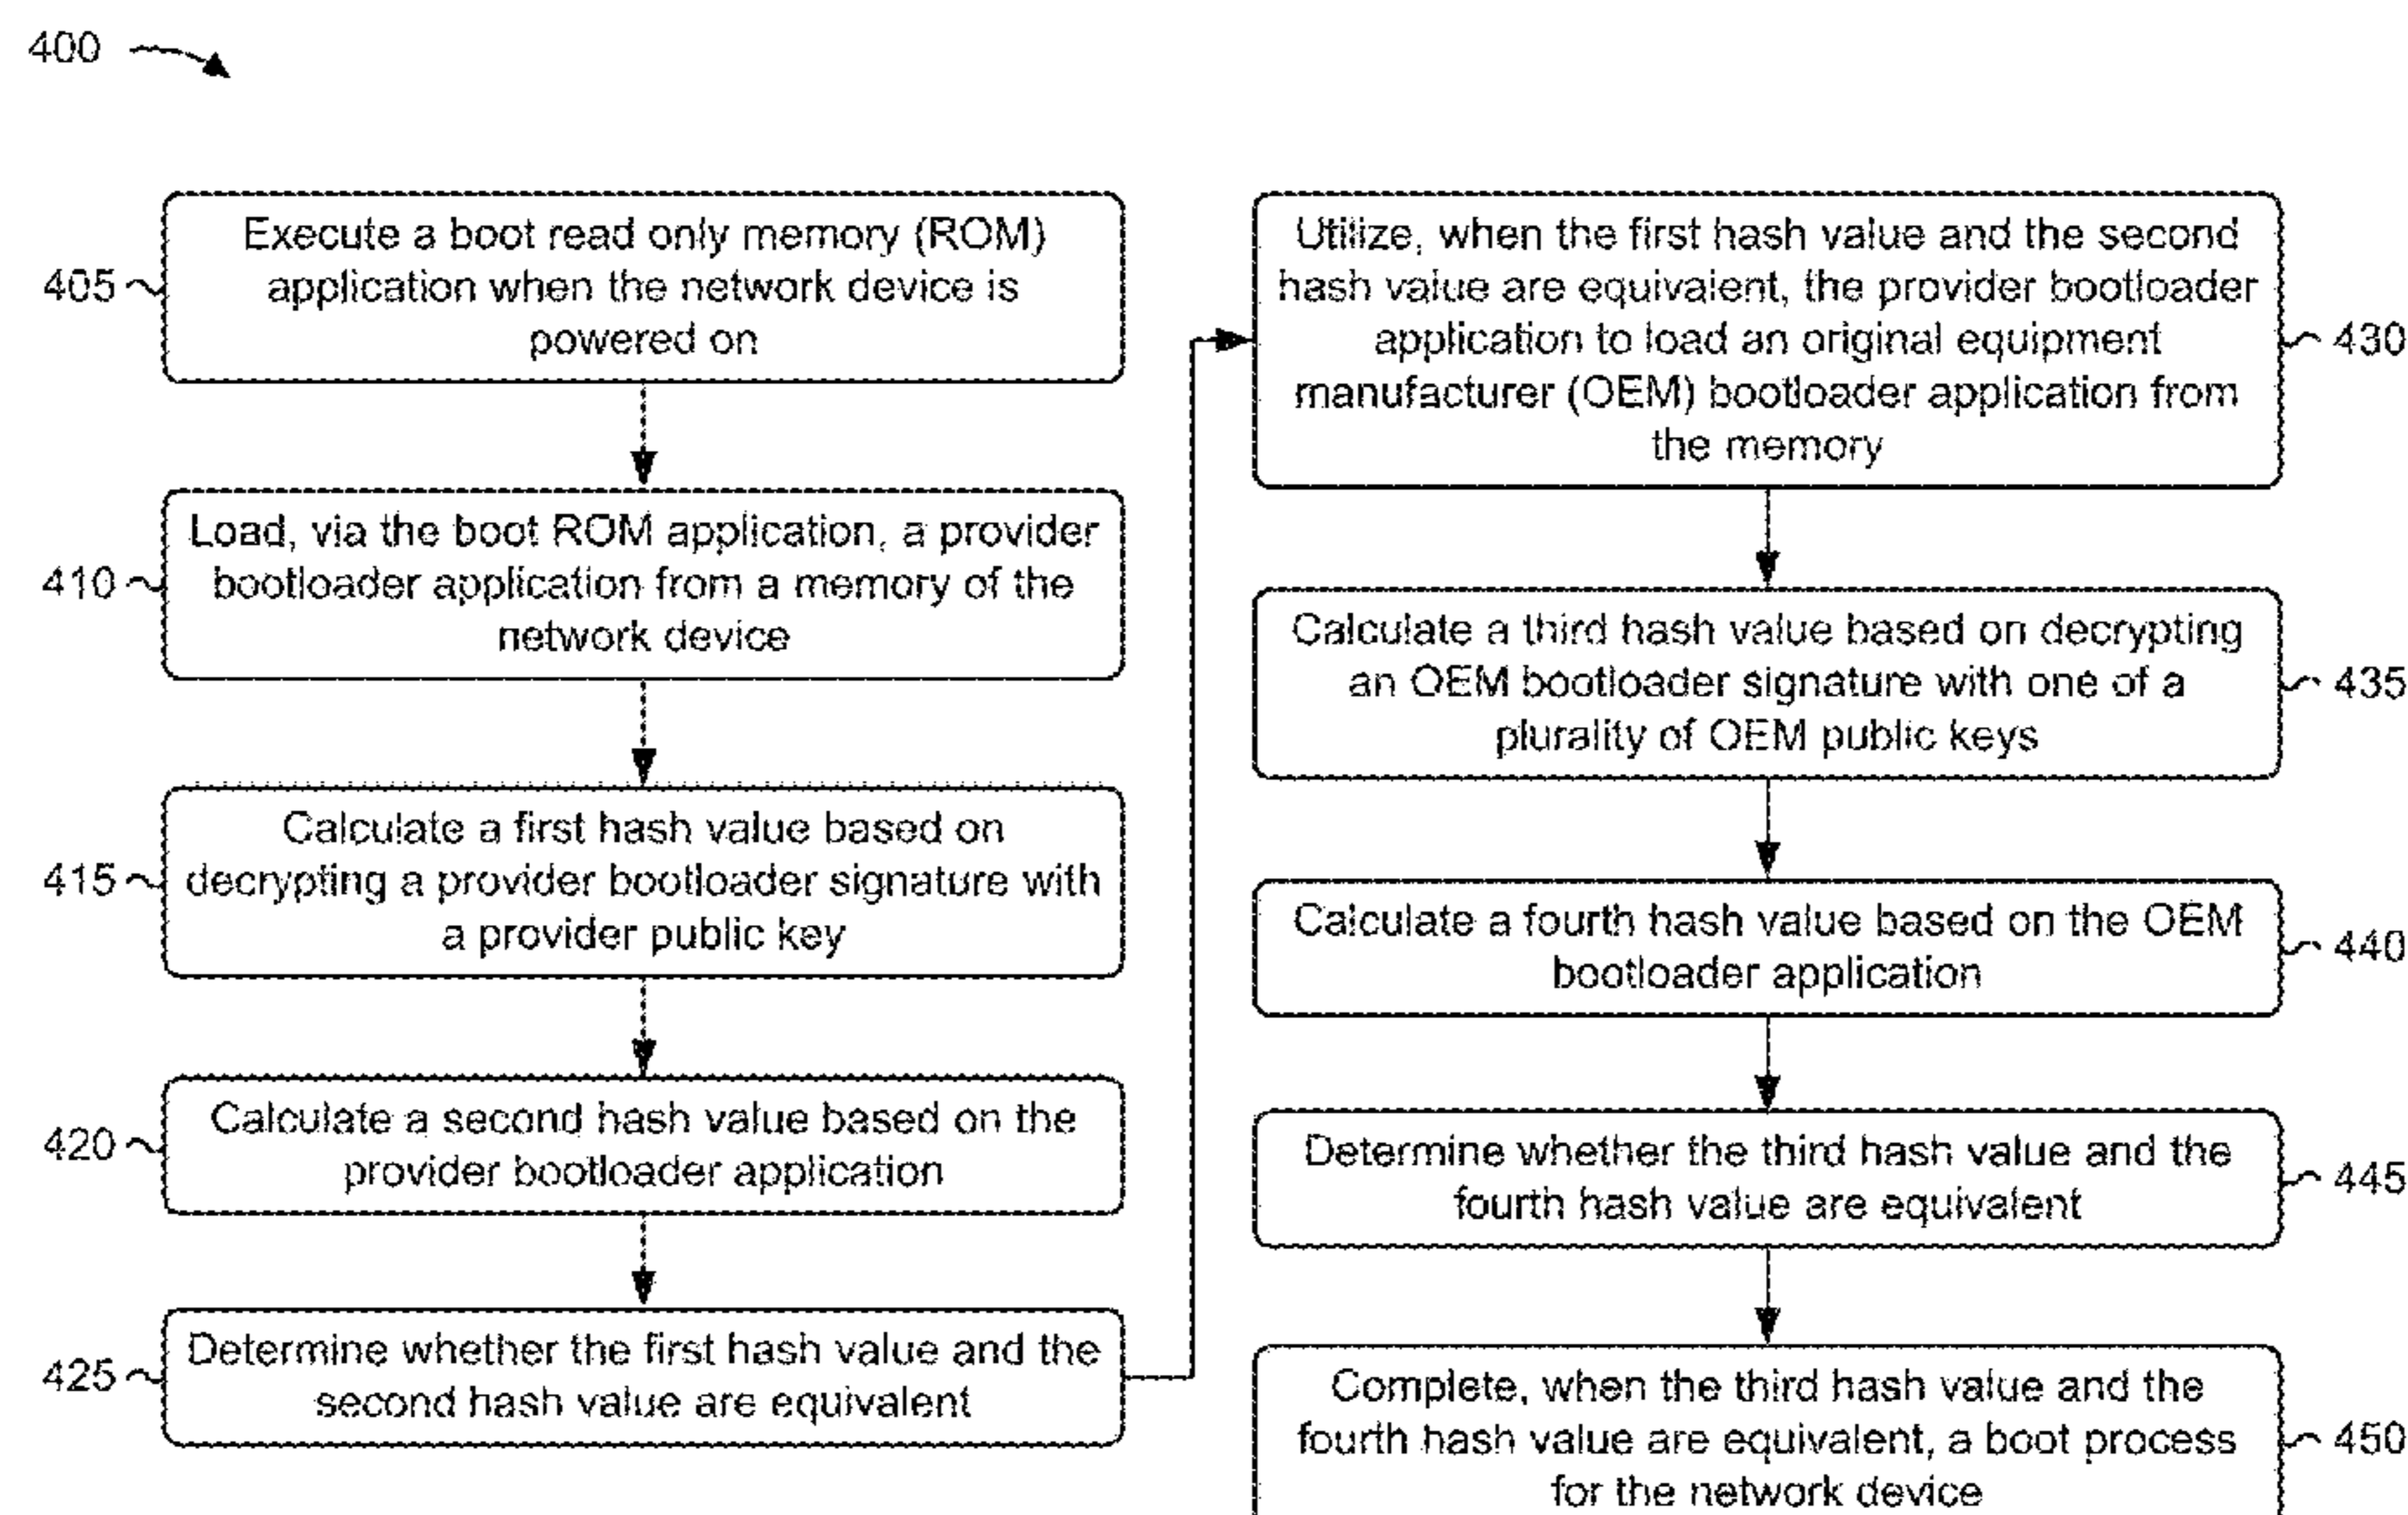 400
405
Execute a boot read only memory (ROM)
application when the network device is
powered on
410
Load, via the boot ROM application, a provider
bootloader application from a memory of the
network device
415
Calculate a first hash value based on
decrypting a provider bootloader signature with
a provider public key
420
Calculate a second hash value based on the
provider bootloader application
425
Determine whether the first hash value and the
second hash value are equivalent
Utilize, when the first hash value and the second
hash value are equivalent, the provider bootloader
application to load an original equipment
manufacturer (OEM) bootloader application from
the memory
430
Calculate a third hash value based on decrypting
an OEM bootloader signature with one of a
plurality of OEM public keys
435
Calculate a fourth hash value based on the OEM
bootloader application
440
Determine whether the third hash value and the
fourth hash value are equivalent
445
Complete, when the third hash value and the
fourth hash value are equivalent, a boot process
for the network device
450